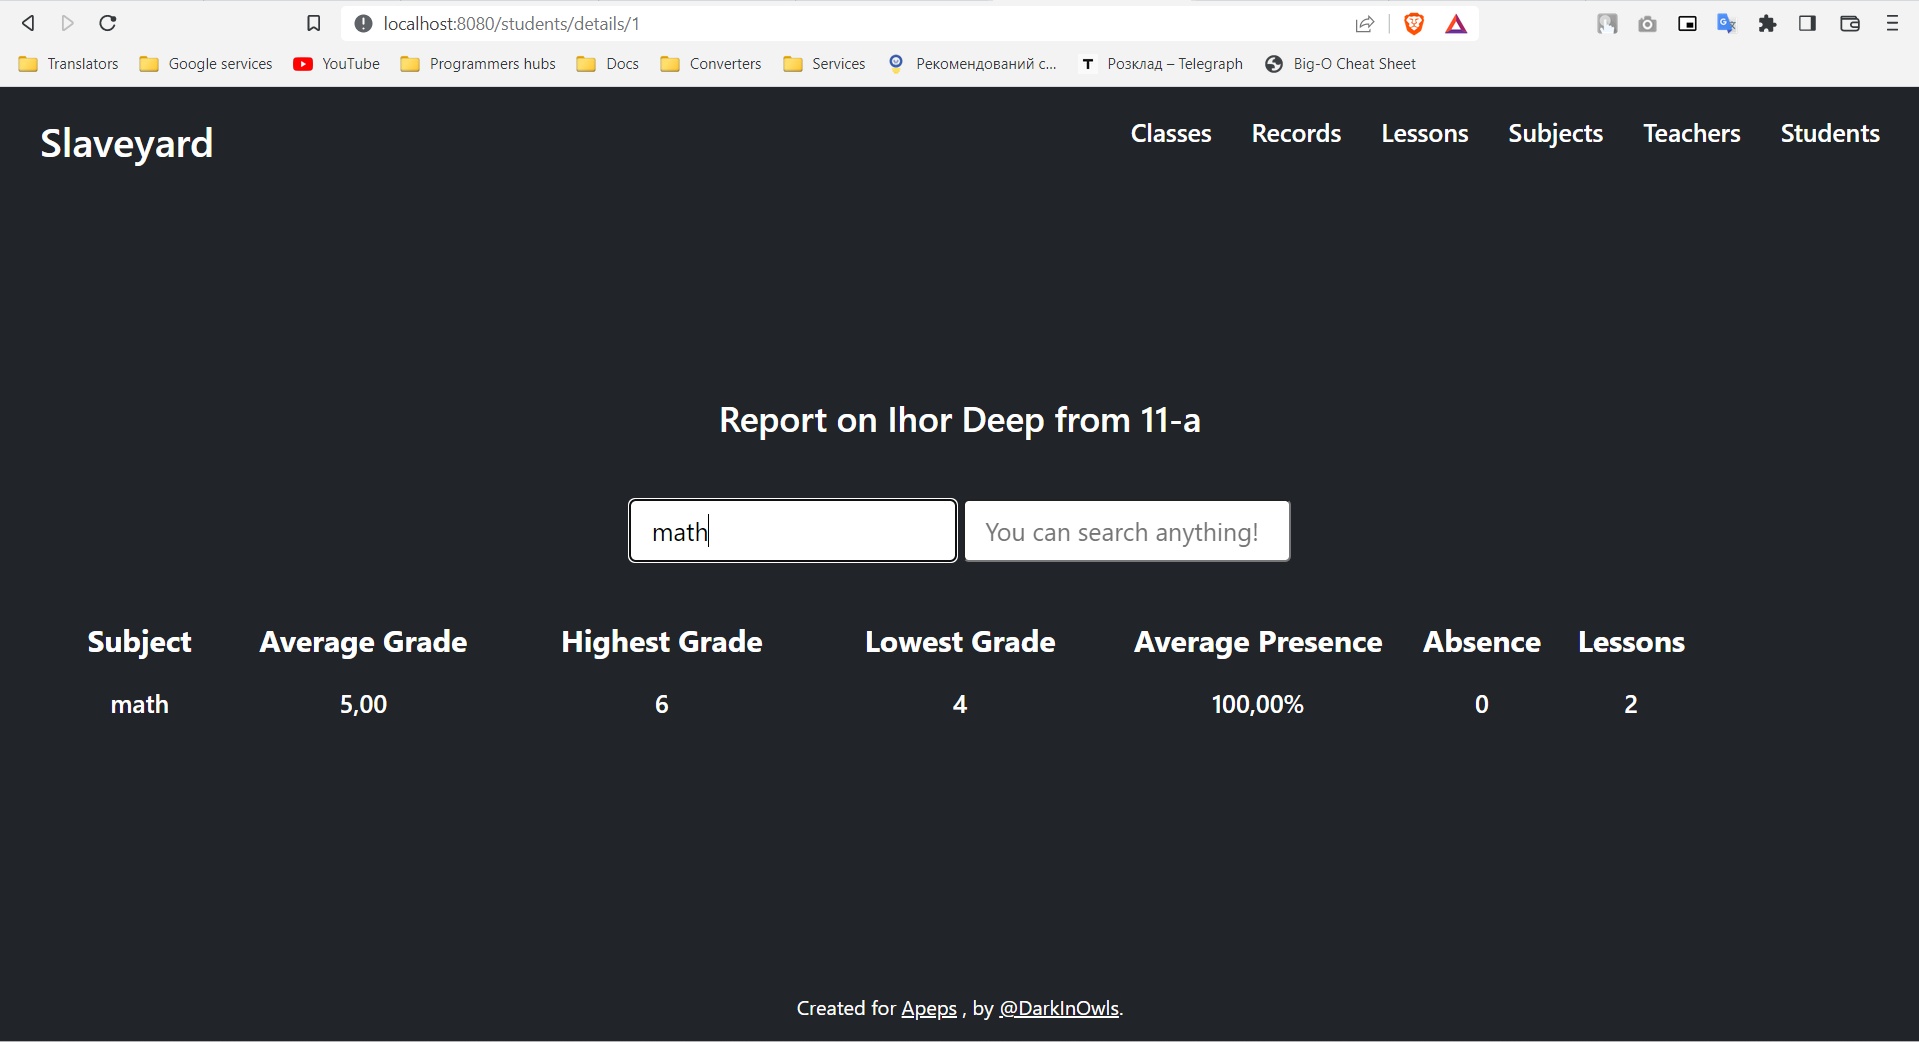 localhost:8080/students/details/1
Translators Google services YouTube Programmers hubs Docs Converters Services Рекомендований с... T Розклад – Telegraph Big-O Cheat Sheet
Slaveyard Classes Records Lessons Subjects Teachers Students
Report on Ihor Deep from 11-a
math You can search anything!
Subject Average Grade Highest Grade Lowest Grade Average Presence Absence Lessons
math 5,00 6 4 100,00% 0 2
Created for Apeps , by @DarkInOwls.